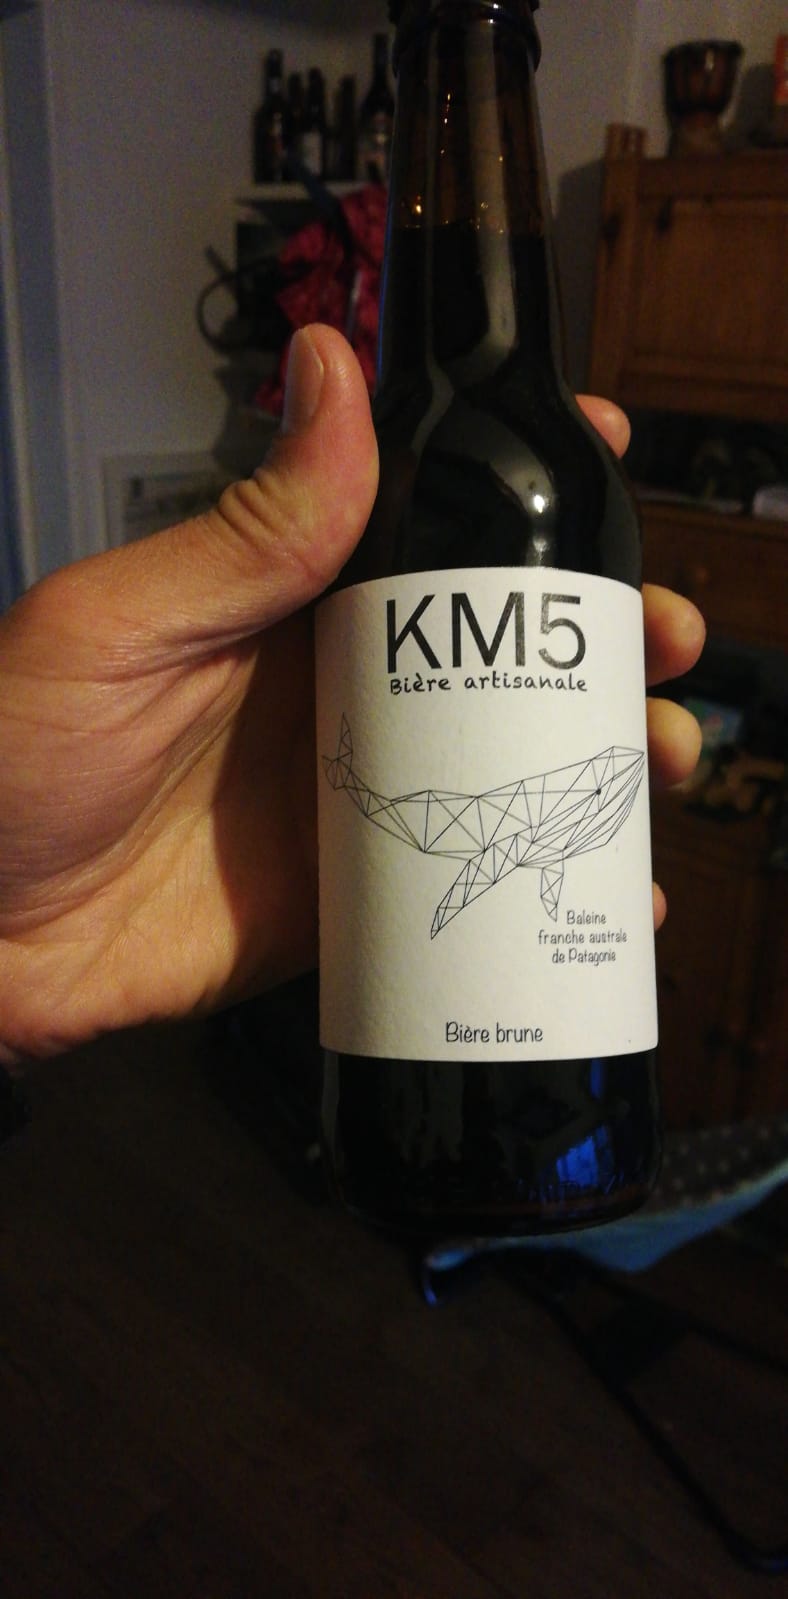 KM5
Bière artisanale
Baleine
franche australe
de Patagonie
Bière brune